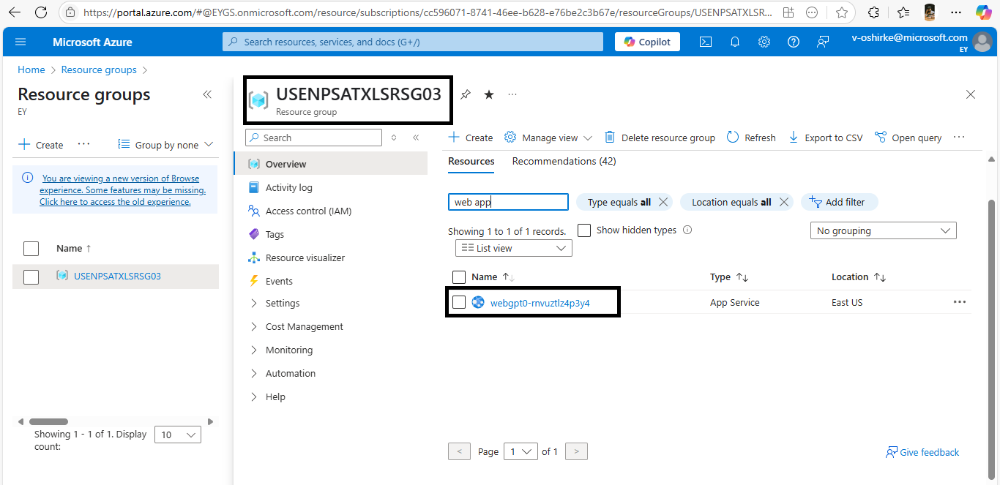 https://portal.azure.com/#@EYGS.onmicrosoft.com/resource/subscriptions/cc596071-8741-46ee-b628-e76be2c3b67e/resourceGroups/USENPSATXLSR...
Microsoft Azure
Search resources, services, and docs (G+/)
Copilot
v-oshirke@microsoft.com
EY
Home > Resource groups >
Resource groups
EY
Create
...
Group by none
You are viewing a new version of Browse
experience. Some features may be missing.
Click here to access the old experience.
Name ↑
USENPSATXLSRSG03
Showing 1 - 1 of 1. Display
count:
10
USENPSATXLSRSG03
Resource group
...
Search
Overview
Activity log
Access control (IAM)
Tags
Resource visualizer
Events
Settings
Cost Management
Monitoring
Automation
Help
Create
Manage view
Delete resource group
Refresh
Export to CSV
Open query
...
Resources
Recommendations (42)
web app
Type equals all
Location equals all
Add filter
Showing 1 to 1 of 1 records.
Show hidden types
No grouping
List view
Name ↑↓
Type ↑↓
Location ↑↓
webgpt0-rnvuztlz4p3y4
App Service
East US
...
< Page 1 of 1 >
Give feedback